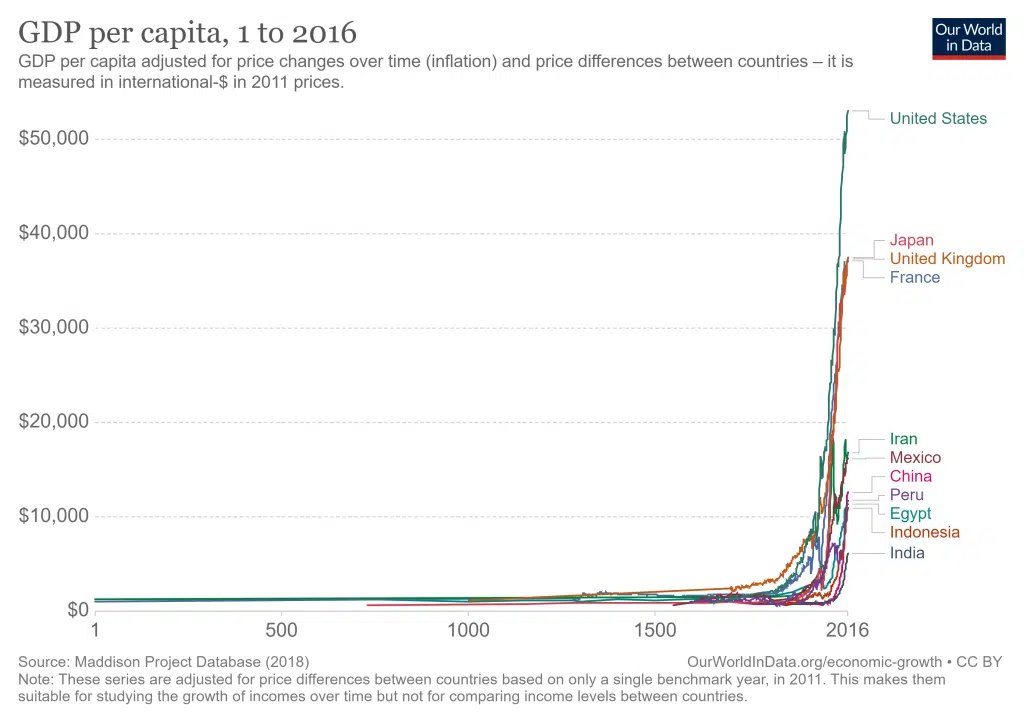 GDP per capita, 1 to 2016
Our World
in Data
GDP per capita adjusted for price changes over time (inflation) and price differences between countries – it is
measured in international-$ in 2011 prices.
$50,000
$40,000
$30,000
$20,000
$10,000
$0
United States
Japan
United Kingdom
France
Iran
Mexico
China
Peru
Egypt
Indonesia
India
1
500
1000
1500
2016
Source: Maddison Project Database (2018)
OurWorldInData.org/economic-growth • CC BY
Note: These series are adjusted for price differences between countries based on only a single benchmark year, in 2011. This makes them
suitable for studying the growth of incomes over time but not for comparing income levels between countries.